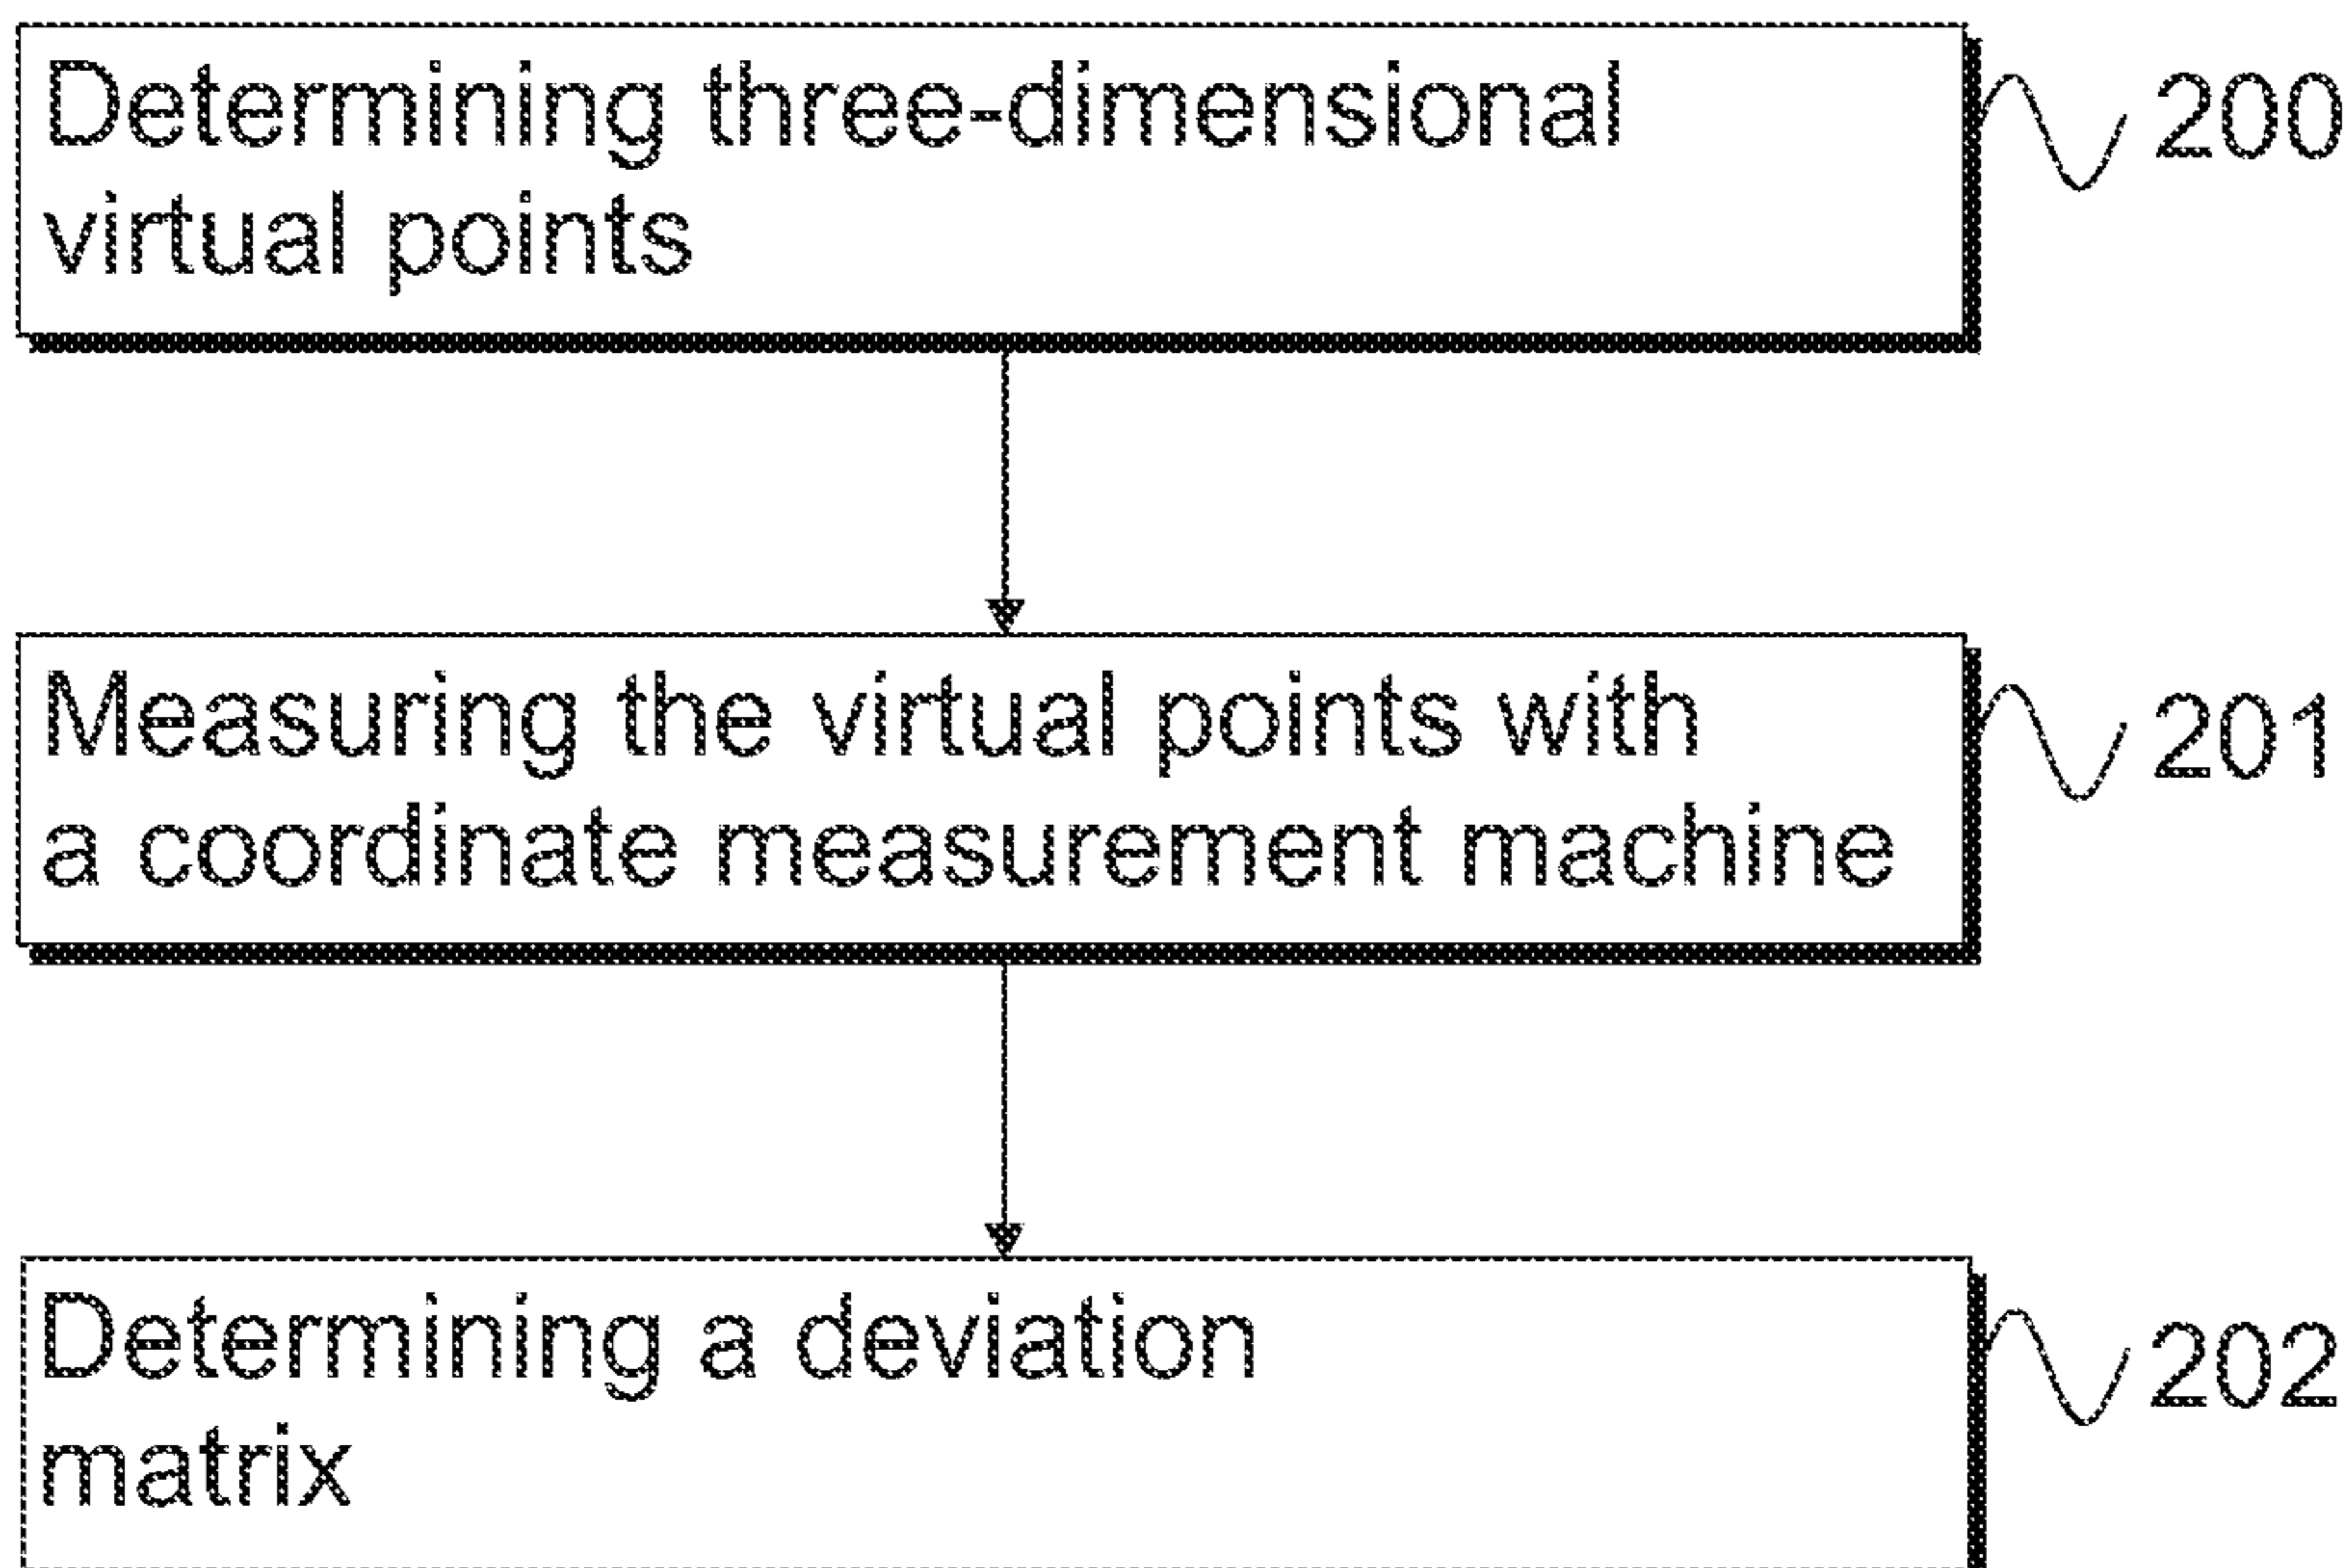 Determining three-dimensional
virtual points
200
Measuring the virtual points with
a coordinate measurement machine
201
Determining a deviation
matrix
202